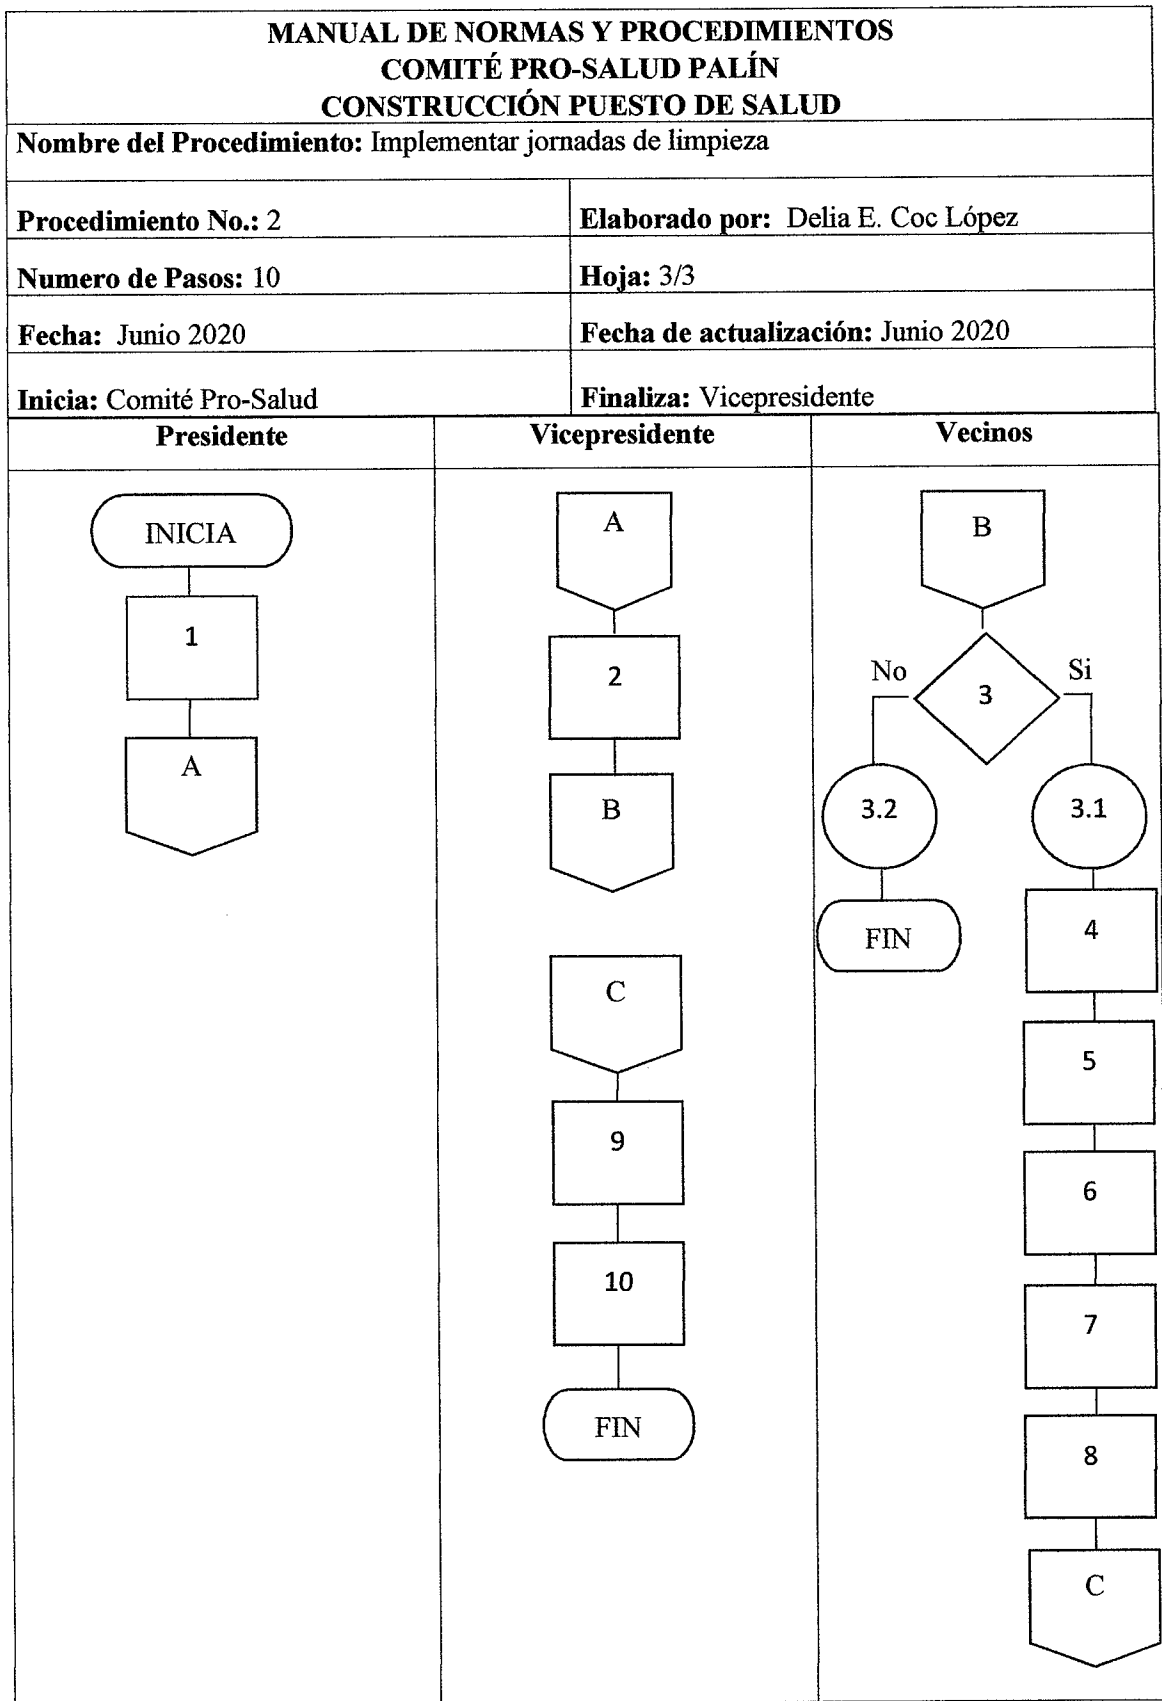 MANUAL DE NORMAS Y PROCEDIMIENTOS
COMITÉ PRO-SALUD PALÍN
CONSTRUCCIÓN PUESTO DE SALUD
Nombre del Procedimiento: Implementar jornadas de limpieza
Procedimiento No.: 2
Elaborado por: Delia E. Coc López
Numero de Pasos: 10
Hoja: 3/3
Fecha: Junio 2020
Fecha de actualización: Junio 2020
Inicia: Comité Pro-Salud
Finaliza: Vicepresidente
Presidente
Vicepresidente
Vecinos
INICIA
1
A
A
2
B
C
9
10
FIN
B
No
Si
3
3.2
3.1
FIN
4
5
6
7
8
C